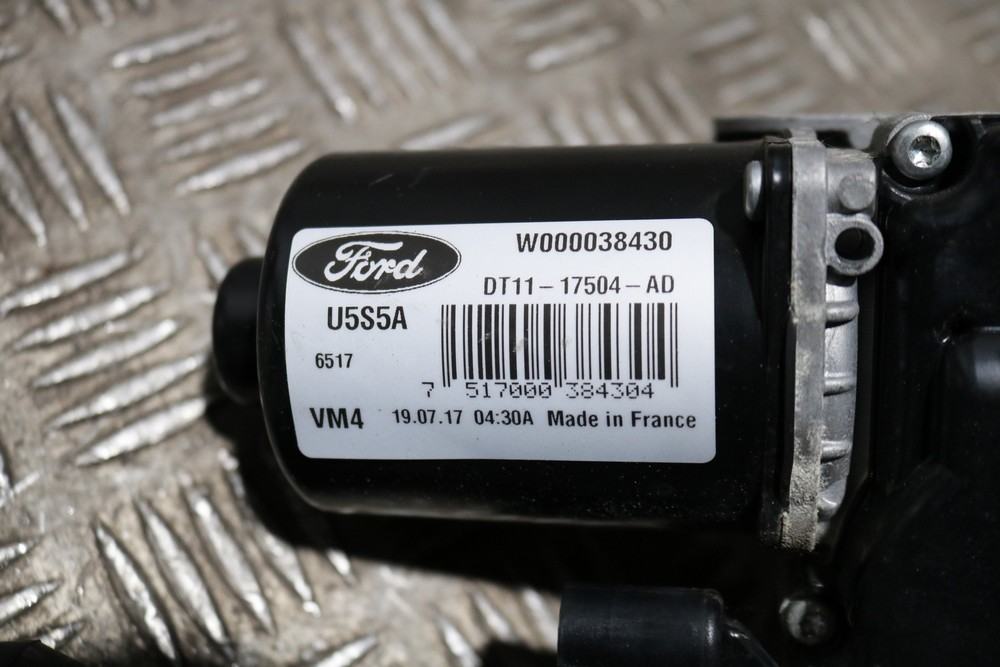 Ford
W000038430
DT11-17504-AD
U5S5A
6517
7 517000 384304
VM4 19.07.17 04:30A Made in France